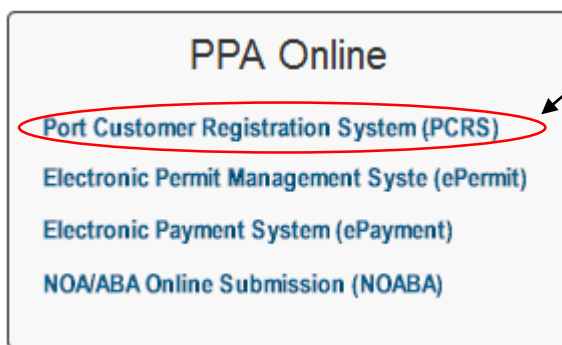 PPA Online
Port Customer Registration System (PCRS)
Electronic Permit Management Syste (ePermit)
Electronic Payment System (ePayment)
NOA/ABA Online Submission (NOABA)